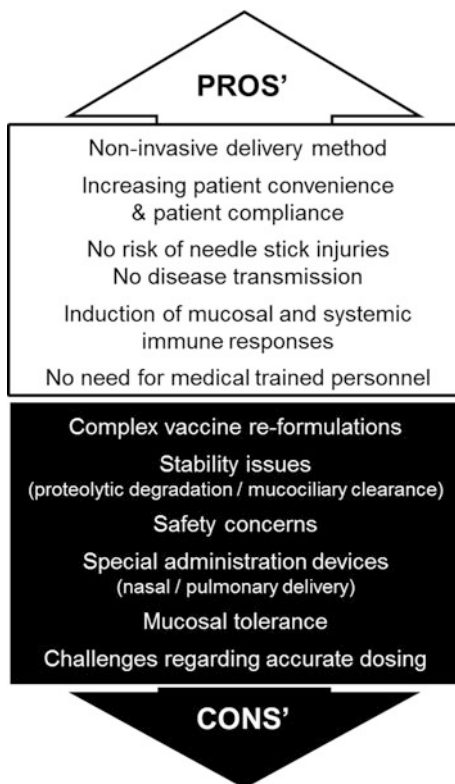 PROS'
Non-invasive delivery method
Increasing patient convenience
& patient compliance
No risk of needle stick injuries
No disease transmission
Induction of mucosal and systemic
immune responses
No need for medical trained personnel
Complex vaccine re-formulations
Stability issues
(proteolytic degradation / mucociliary clearance)
Safety concerns
Special administration devices
(nasal / pulmonary delivery)
Mucosal tolerance
Challenges regarding accurate dosing
CONS'